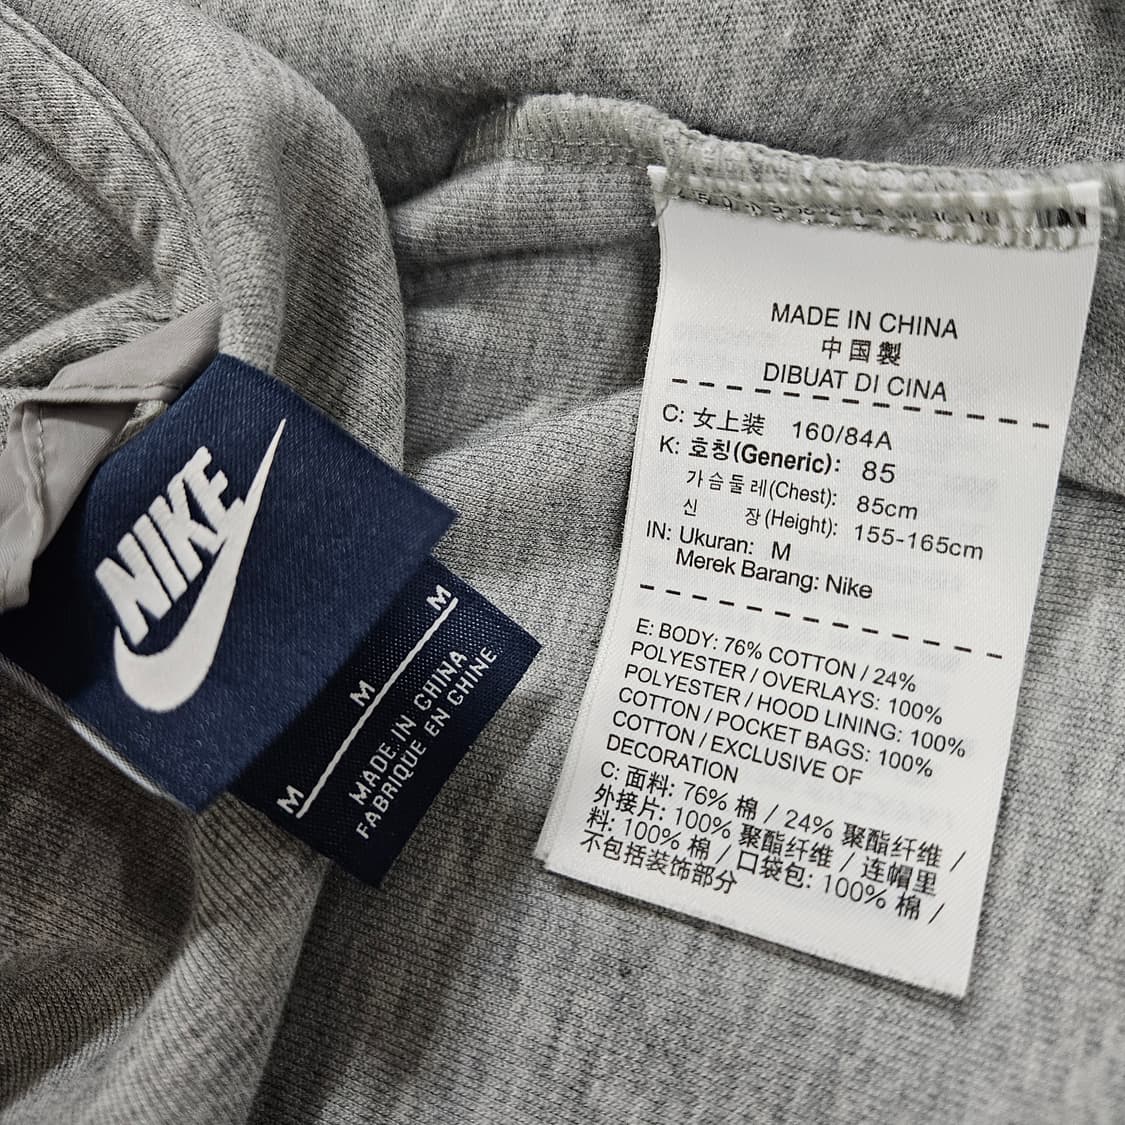 NIKE
M
M
M
MADE IN CHINA
FABRIQUE EN CHINE
MADE IN CHINA
中国製
DIBUAT DI CINA
C: 女上装 160/84A
K: 호칭(Generic): 85
가슴둘레(Chest): 85cm
신 장(Height): 155-165cm
IN: Ukuran: M
Merek Barang: Nike
E: BODY: 76% COTTON / 24%
POLYESTER / OVERLAYS: 100%
POLYESTER / HOOD LINING: 100%
COTTON / POCKET BAGS: 100%
COTTON / EXCLUSIVE OF
DECORATION
C: 面料: 76% 棉 / 24% 聚酯纤维 /
外接片: 100% 聚酯纤维 / 连帽里
料: 100% 棉 / 口袋包: 100% 棉 /
不包括装饰部分